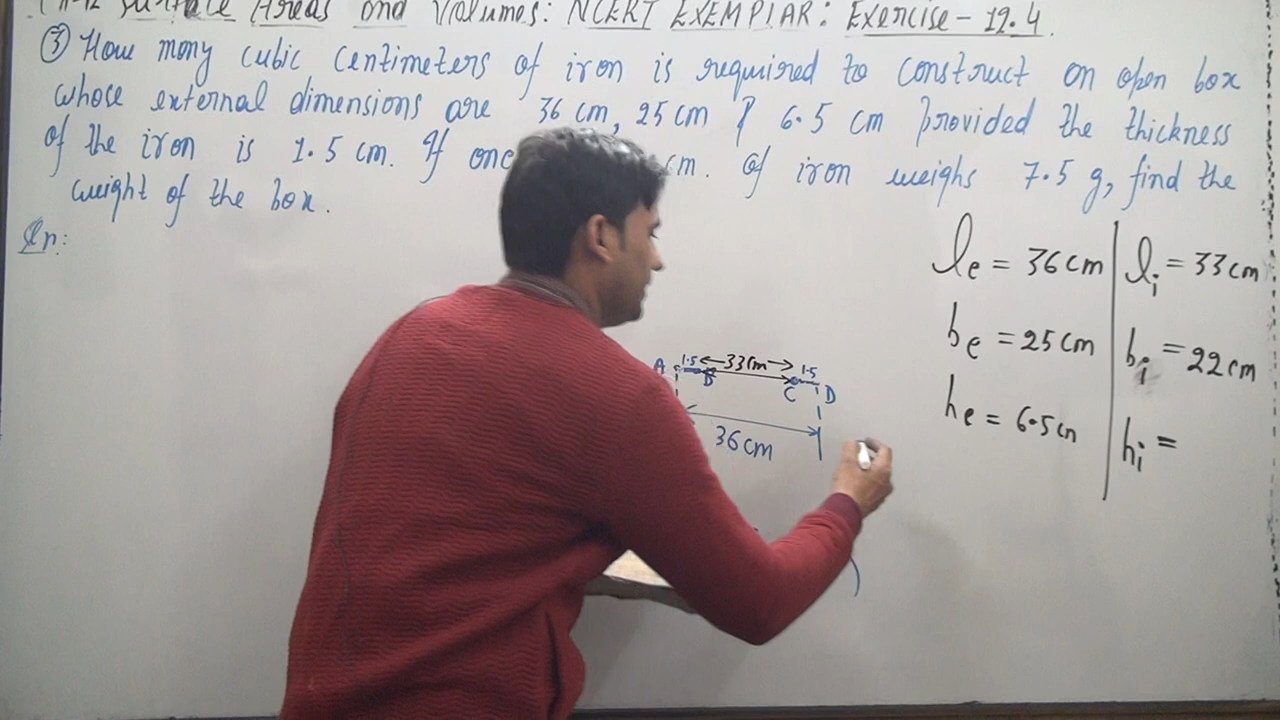 Surface Areas and Volumes: NCERT EXEMPLAR: Exercise - 12.4
③ How many cubic centimeters of iron is required to construct an open box
whose external dimensions are 36 cm, 25 cm & 6.5 cm Provided the thickness
of the iron is 1.5 cm. If one cm. of iron weighs 7.5 g, find the
weight of the box.
le = 36 cm li = 33 cm
be = 25 cm bi = 22 cm
he = 6.5 cm hi =
A 1.5 B 33cm C 1.5 D
36 cm